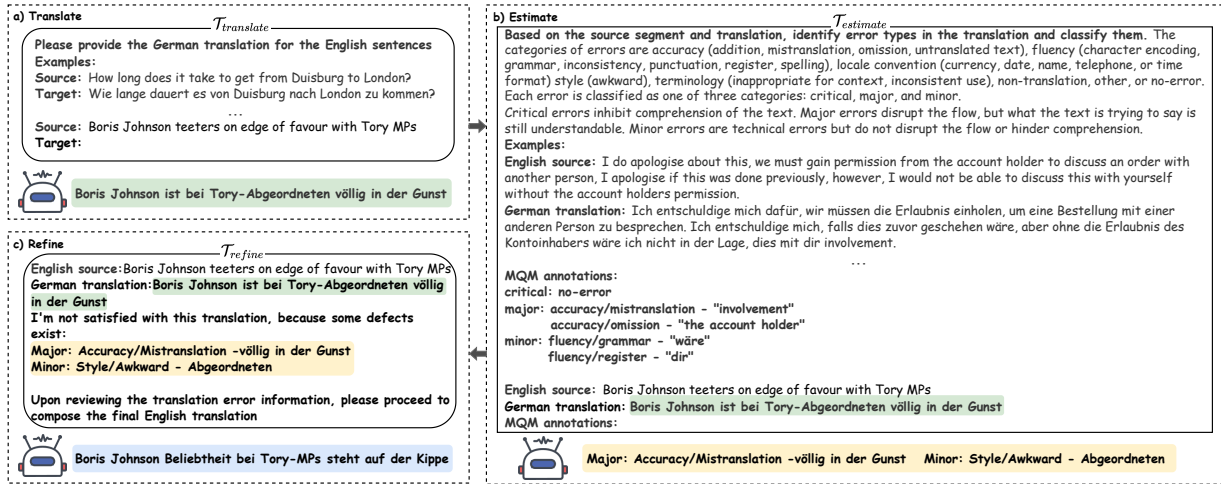 a) Translate
T_translate
Please provide the German translation for the English sentences
Examples:
Source: How long does it take to get from Duisburg to London?
Target: Wie lange dauert es von Duisburg nach London zu kommen?
...
Source: Boris Johnson teeters on edge of favour with Tory MPs
Target:
Boris Johnson ist bei Tory-Abgeordneten völlig in der Gunst
b) Estimate
T_estimate
Based on the source segment and translation, identify error types in the translation and classify them. The
categories of errors are accuracy (addition, mistranslation, omission, untranslated text), fluency (character encoding,
grammar, inconsistency, punctuation, register, spelling), locale convention (currency, date, name, telephone, or time
format) style (awkward), terminology (inappropriate for context, inconsistent use), non-translation, other, or no-error.
Each error is classified as one of three categories: critical, major, and minor.
Critical errors inhibit comprehension of the text. Major errors disrupt the flow, but what the text is trying to say is
still understandable. Minor errors are technical errors but do not disrupt the flow or hinder comprehension.
Examples:
English source: I do apologise about this, we must gain permission from the account holder to discuss an order with
another person, I apologise if this was done previously, however, I would not be able to discuss this with yourself
without the account holders permission.
German translation: Ich entschuldige mich dafür, wir müssen die Erlaubnis einholen, um eine Bestellung mit einer
anderen Person zu besprechen. Ich entschuldige mich, falls dies zuvor geschehen wäre, aber ohne die Erlaubnis des
Kontoinhabers wäre ich nicht in der Lage, dies mit dir involvement.
...
MQM annotations:
critical: no-error
major: accuracy/mistranslation - "involvement"
accuracy/omission - "the account holder"
minor: fluency/grammar - "wäre"
fluency/register - "dir"
English source: Boris Johnson teeters on edge of favour with Tory MPs
German translation: Boris Johnson ist bei Tory-Abgeordneten völlig in der Gunst
MQM annotations:
Major: Accuracy/Mistranslation -völlig in der Gunst Minor: Style/Awkward - Abgeordneten
c) Refine
T_refine
English source:Boris Johnson teeters on edge of favour with Tory MPs
German translation:Boris Johnson ist bei Tory-Abgeordneten völlig
in der Gunst
I'm not satisfied with this translation, because some defects
exist:
Major: Accuracy/Mistranslation -völlig in der Gunst
Minor: Style/Awkward - Abgeordneten
Upon reviewing the translation error information, please proceed to
compose the final English translation
Boris Johnson Beliebtheit bei Tory-MPs steht auf der Kippe